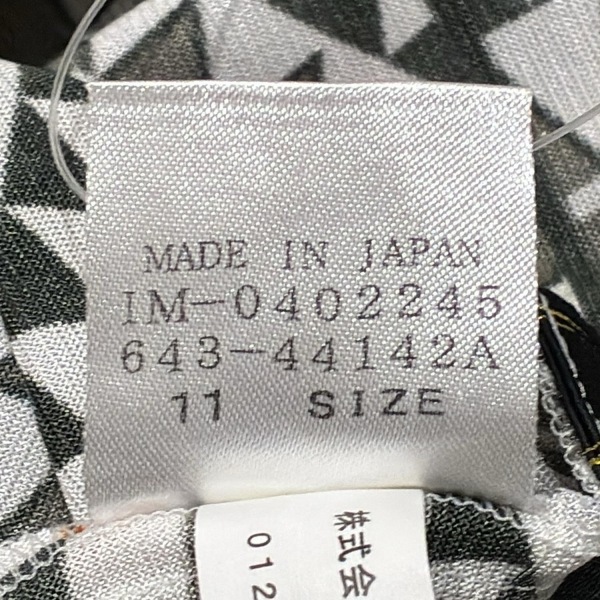 MADE IN JAPAN
IM-0402245
643-44142A
11 SIZE
株式会
012